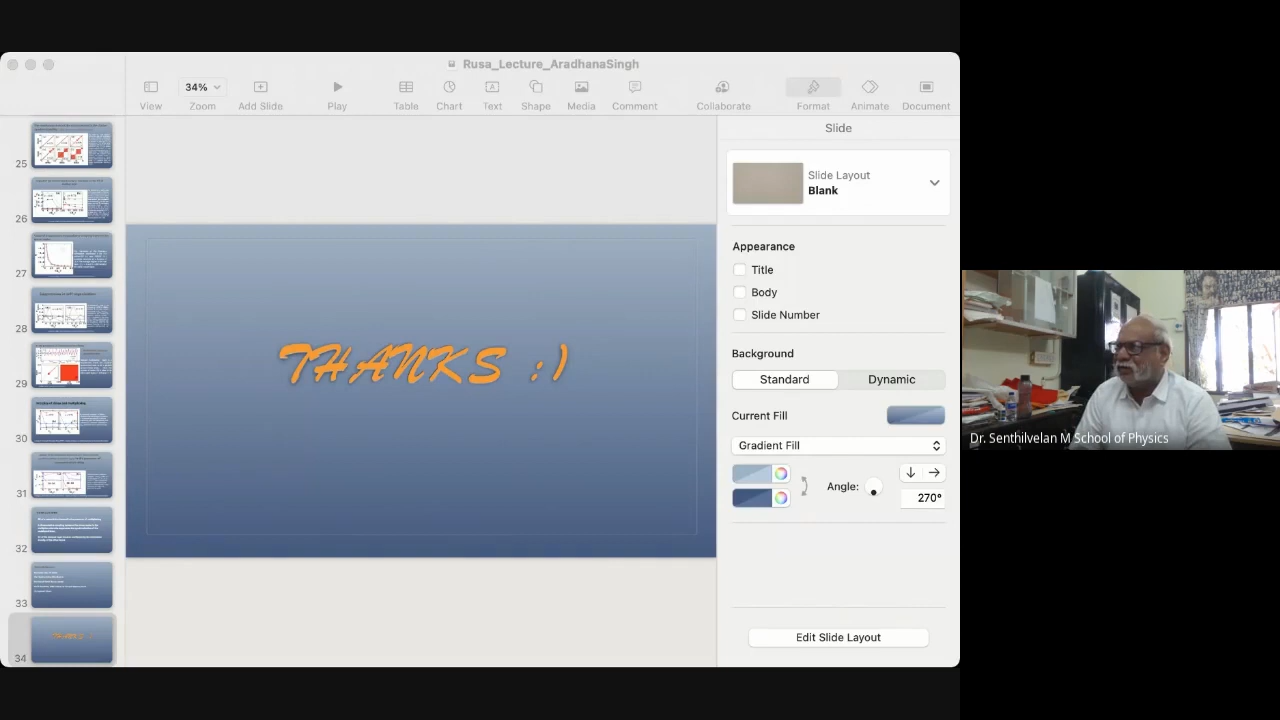 Rusa_Lecture_AradhanaSingh
34%
View
Zoom
Add Slide
Play
Table
Chart
Text
Shape
Media
Comment
Collaborate
Format
Animate
Document
25
26
27
28
29
30
31
32
33
34
THANKS :)
Slide
Slide Layout
Blank
Appearance
Title
Body
Slide Number
Background
Standard
Dynamic
Current Fill
Gradient Fill
Angle:
270°
Edit Slide Layout
Dr. Senthilvelan M School of Physics